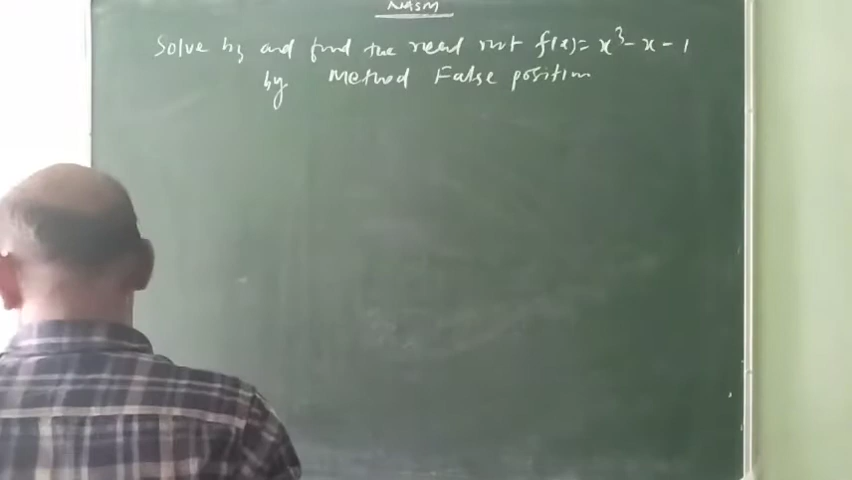 NASM
Solve by and find the real root f(x) = x³ - x - 1
by Method False position